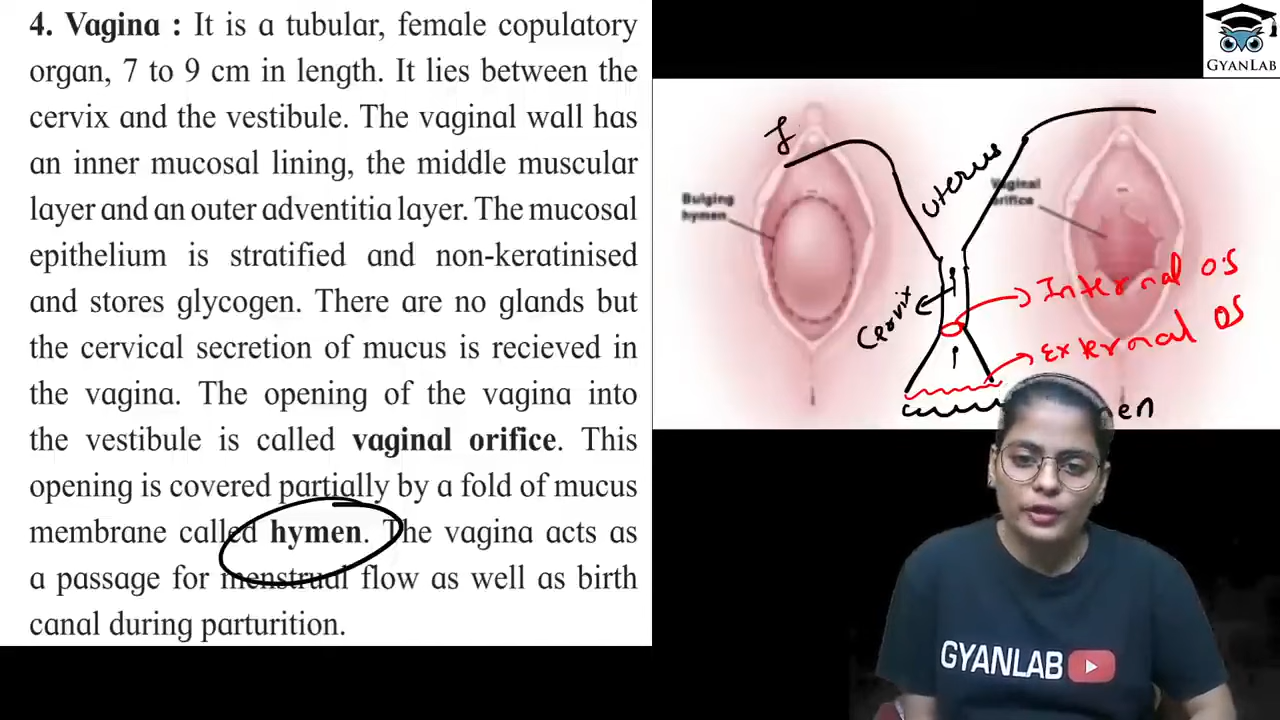 4. Vagina : It is a tubular, female copulatory
organ, 7 to 9 cm in length. It lies between the
cervix and the vestibule. The vaginal wall has
an inner mucosal lining, the middle muscular
layer and an outer adventitia layer. The mucosal
epithelium is stratified and non-keratinised
and stores glycogen. There are no glands but
the cervical secretion of mucus is recieved in
the vagina. The opening of the vagina into
the vestibule is called vaginal orifice. This
opening is covered partially by a fold of mucus
membrane called hymen. The vagina acts as
a passage for menstrual flow as well as birth
canal during parturition.
GYANLAB
Uterus
Bulging
hymen
Vaginal
orifice
Cervix
Internal os
External os
en
GYANLAB